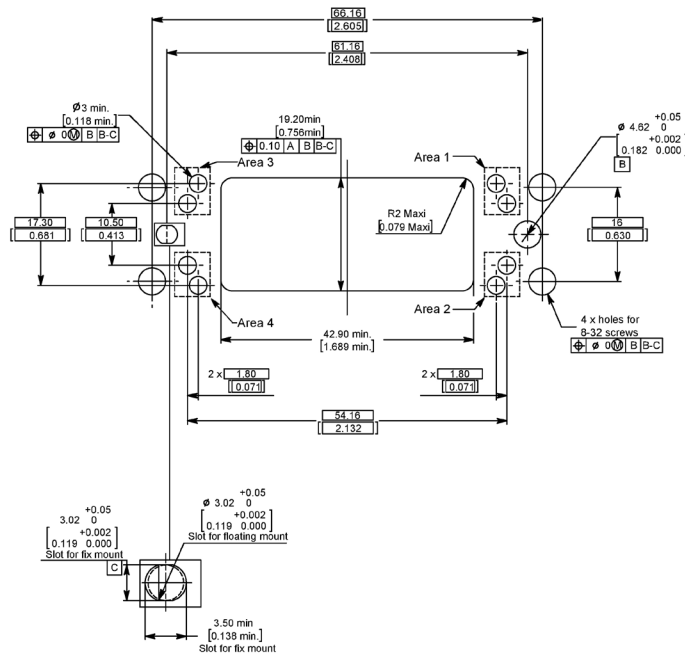 66.16
[2.605]
61.16
[2.408]
Ø3 min.
[0.118 min.]
⌖ ø 0Ⓜ B B-C
19.20min
[0.756min]
⌖ 0.10 A B B-C
+0.05
ø 4.62 0
+0.002
0.182 0.000
B
Area 3
Area 1
17.30
[0.681]
10.50
[0.413]
R2 Maxi
[0.079 Maxi]
16
[0.630]
Area 4
Area 2
42.90 min.
[1.689 min.]
4 x holes for
8-32 screws
⌖ ø 0Ⓜ B B-C
2 x 1.80
[0.071]
2 x 1.80
[0.071]
54.16
[2.132]
+0.05
3.02 0
+0.002
[0.119 0.000]
Slot for fix mount
C
+0.05
ø 3.02 0
+0.002
[0.119 0.000]
Slot for floating mount
3.50 min
[0.138 min.]
Slot for fix mount